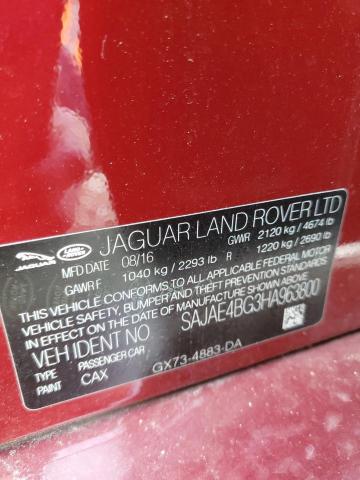 JAGUAR LAND ROVER JAGUAR LAND ROVER LTD
MFD DATE 08/16 GVWR 2120 kg / 4674 lb
GAWR F 1040 kg / 2293 lb R 1220 kg / 2690 lb
THIS VEHICLE CONFORMS TO ALL APPLICABLE FEDERAL MOTOR
VEHICLE SAFETY, BUMPER AND THEFT STANDARDS IN EFFECT ON
THE DATE OF MANUFACTURE SHOWN ABOVE
VEH IDENT NO SAJAE4BG3HA963800
TYPE PASSENGER CAR
PAINT CAX GX73-4883-DA